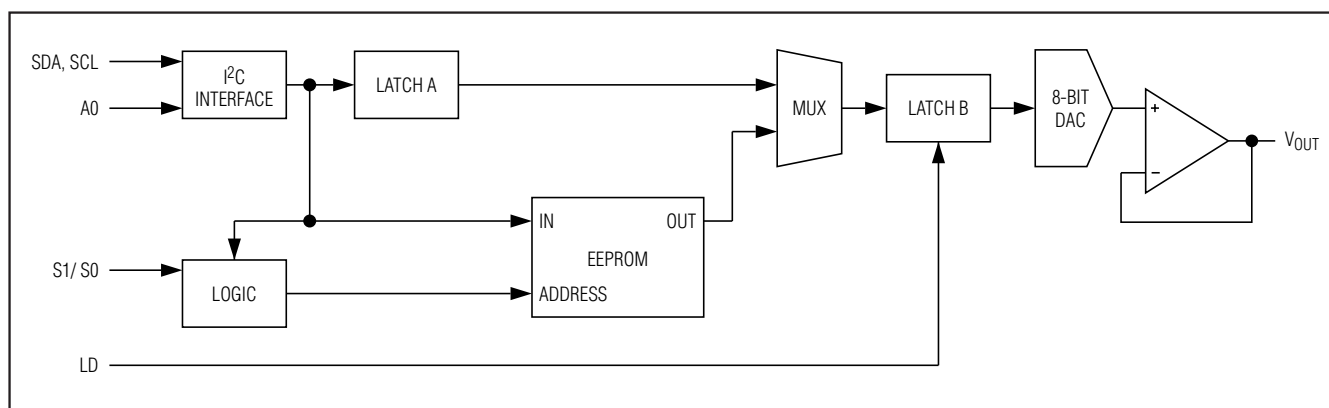 SDA, SCL
A0
I²C
INTERFACE
LATCH A
MUX
LATCH B
8-BIT
DAC
+
−
VOUT
S1/ S0
LOGIC
IN
OUT
EEPROM
ADDRESS
LD